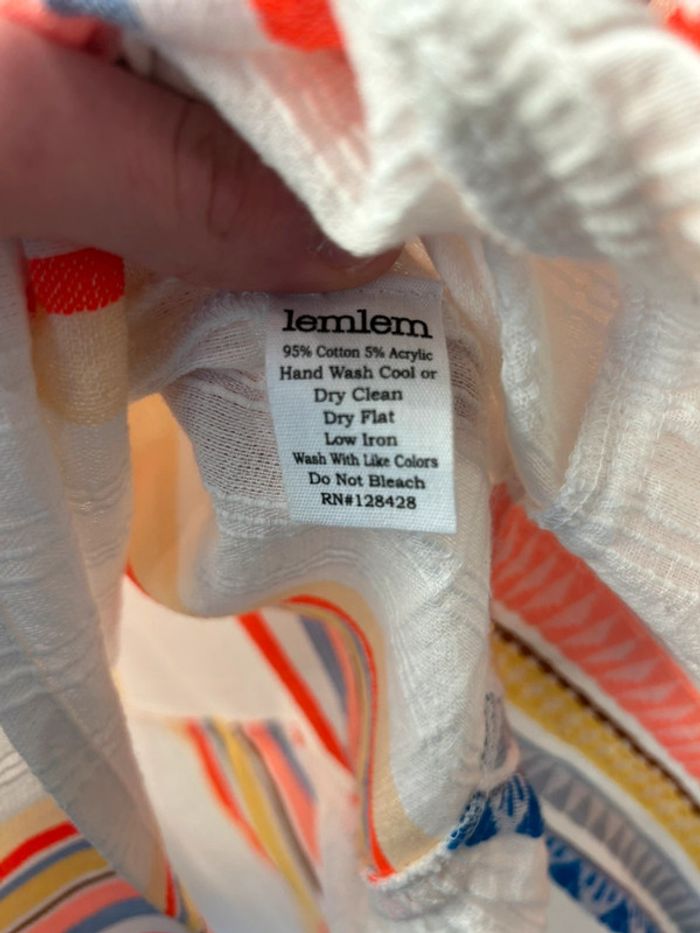 lemlem
95% Cotton 5% Acrylic
Hand Wash Cool or
Dry Clean
Dry Flat
Low Iron
Wash With Like Colors
Do Not Bleach
RN#128428